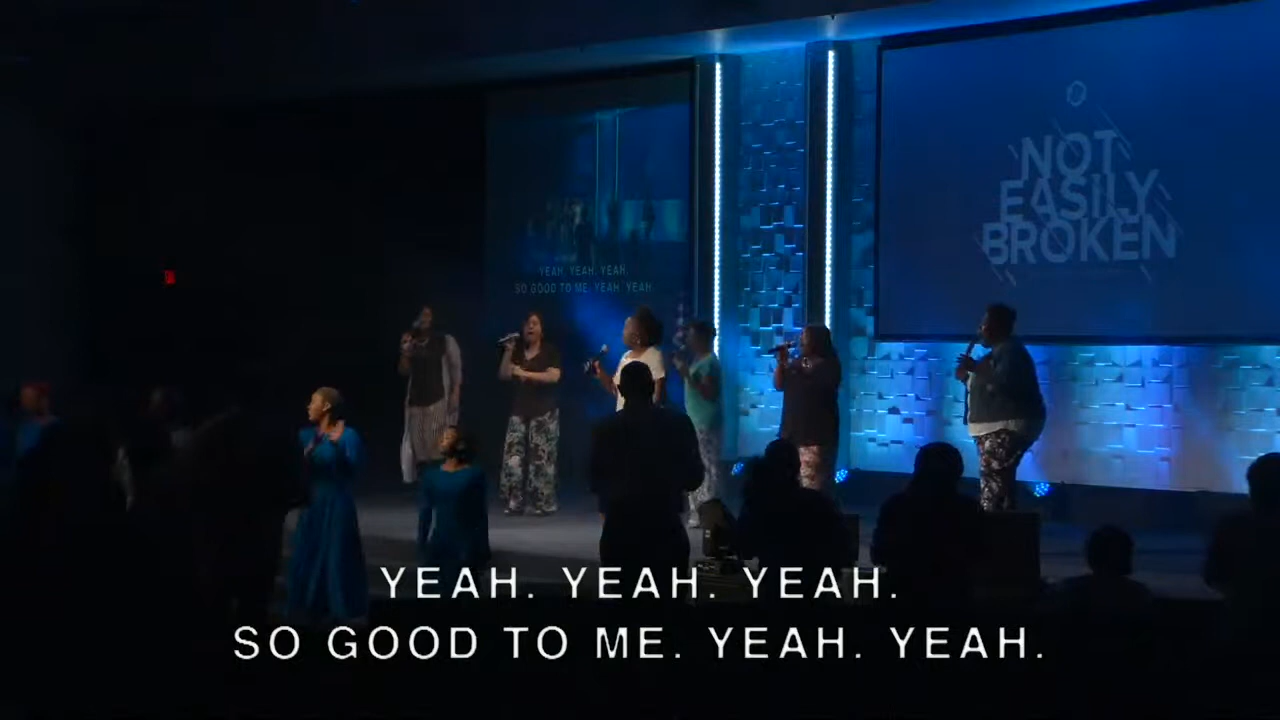 NOT
EASILY
BROKEN
YEAH. YEAH. YEAH.
SO GOOD TO ME. YEAH. YEAH.
YEAH. YEAH. YEAH.
SO GOOD TO ME. YEAH. YEAH.